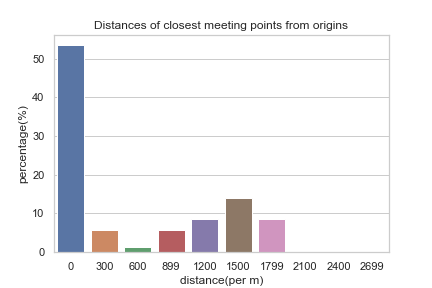 Distances of closest meeting points from origins
percentage(%)
50
40
30
20
10
0
0 300 600 899 1200 1500 1799 2100 2400 2699
distance(per m)